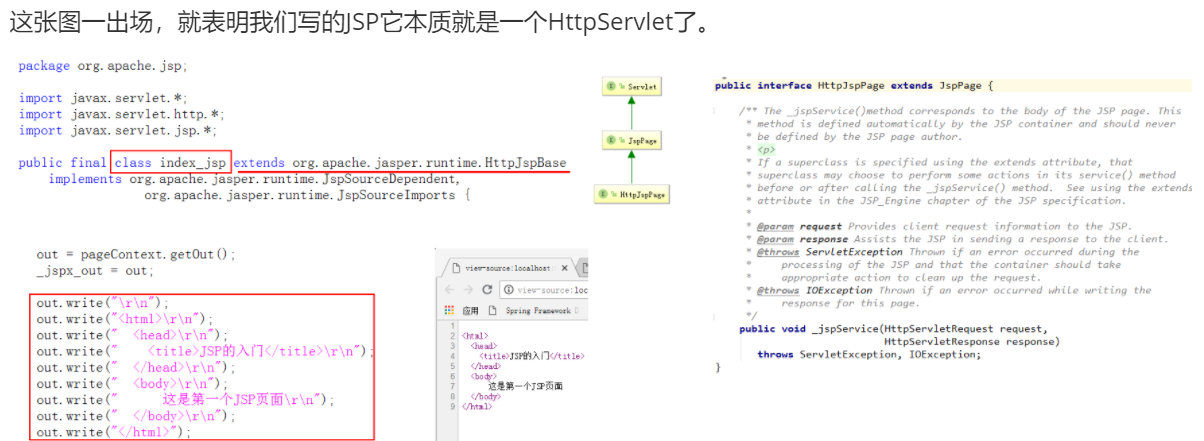 这张图一出场，就表明我们写的JSP它本质就是一个HttpServlet了。
package org.apache.jsp;
import javax.servlet.*;
import javax.servlet.http.*;
import javax.servlet.jsp.*;
public final class index_jsp extends org.apache.jasper.runtime.HttpJspBase
implements org.apache.jasper.runtime.JspSourceDependent,
org.apache.jasper.runtime.JspSourceImports {
out = pageContext.getOut();
_jspx_out = out;
out.write("\r\n");
out.write("<html>\r\n");
out.write("  <head>\r\n");
out.write("    <title>JSP的入门</title>\r\n");
out.write("  </head>\r\n");
out.write("  <body>\r\n");
out.write("      这是第一个JSP页面\r\n");
out.write("  </body>\r\n");
out.write("</html>");
view-source:localhost
view-source:loc
应用 Spring Framework
1
2 <html>
3 <head>
4 <title>JSP的入门</title>
5 </head>
6 <body>
7 这是第一个JSP页面
8 </body>
9 </html>
Servlet
JspPage
HttpJspPage
public interface HttpJspPage extends JspPage {
/** The _jspService()method corresponds to the body of the JSP page. This
* method is defined automatically by the JSP container and should never
* be defined by the JSP page author.
* <p>
* If a superclass is specified using the extends attribute, that
* superclass may choose to perform some actions in its service() method
* before or after calling the _jspService() method.  See using the extends
* attribute in the JSP_Engine chapter of the JSP specification.
*
* @param request Provides client request information to the JSP.
* @param response Assists the JSP in sending a response to the client.
* @throws ServletException Thrown if an error occurred during the
* processing of the JSP and that the container should take
* appropriate action to clean up the request.
* @throws IOException Thrown if an error occurred while writing the
* response for this page.
*/
public void _jspService(HttpServletRequest request,
HttpServletResponse response)
throws ServletException, IOException;
}